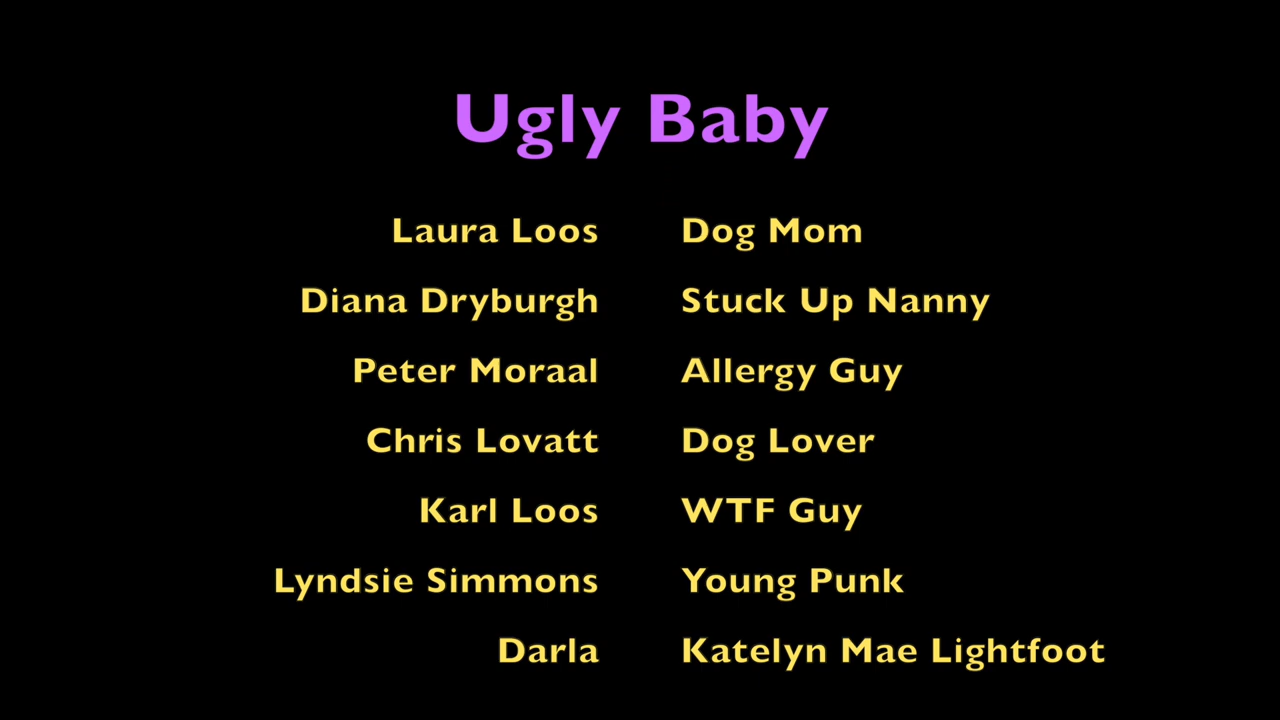 Ugly Baby
Laura Loos Dog Mom
Diana Dryburgh Stuck Up Nanny
Peter Moraal Allergy Guy
Chris Lovatt Dog Lover
Karl Loos WTF Guy
Lyndsie Simmons Young Punk
Darla Katelyn Mae Lightfoot